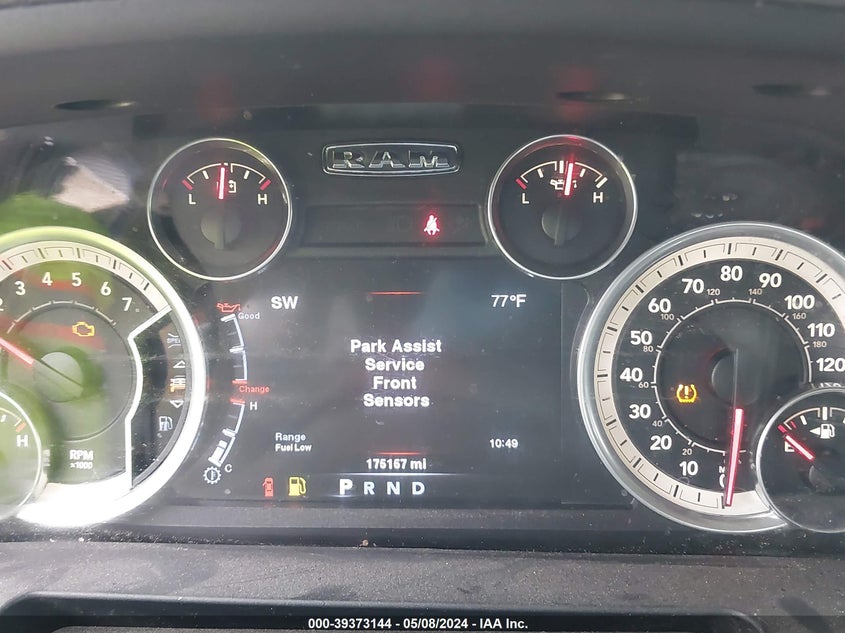 RAM
L H
L H
SW 77°F
Good
Park Assist
Service
Front
Sensors
Change
H
C
Range
Fuel Low
10:49
175157 mi
P R N D
2 3 4 5 6 7
RPM
x1000
H
10 20 30 40 50 60 70 80 90 100 110 120
20 40 60 80 100 120 140 160 180
E
000-39373144 - 05/08/2024 - IAA Inc.